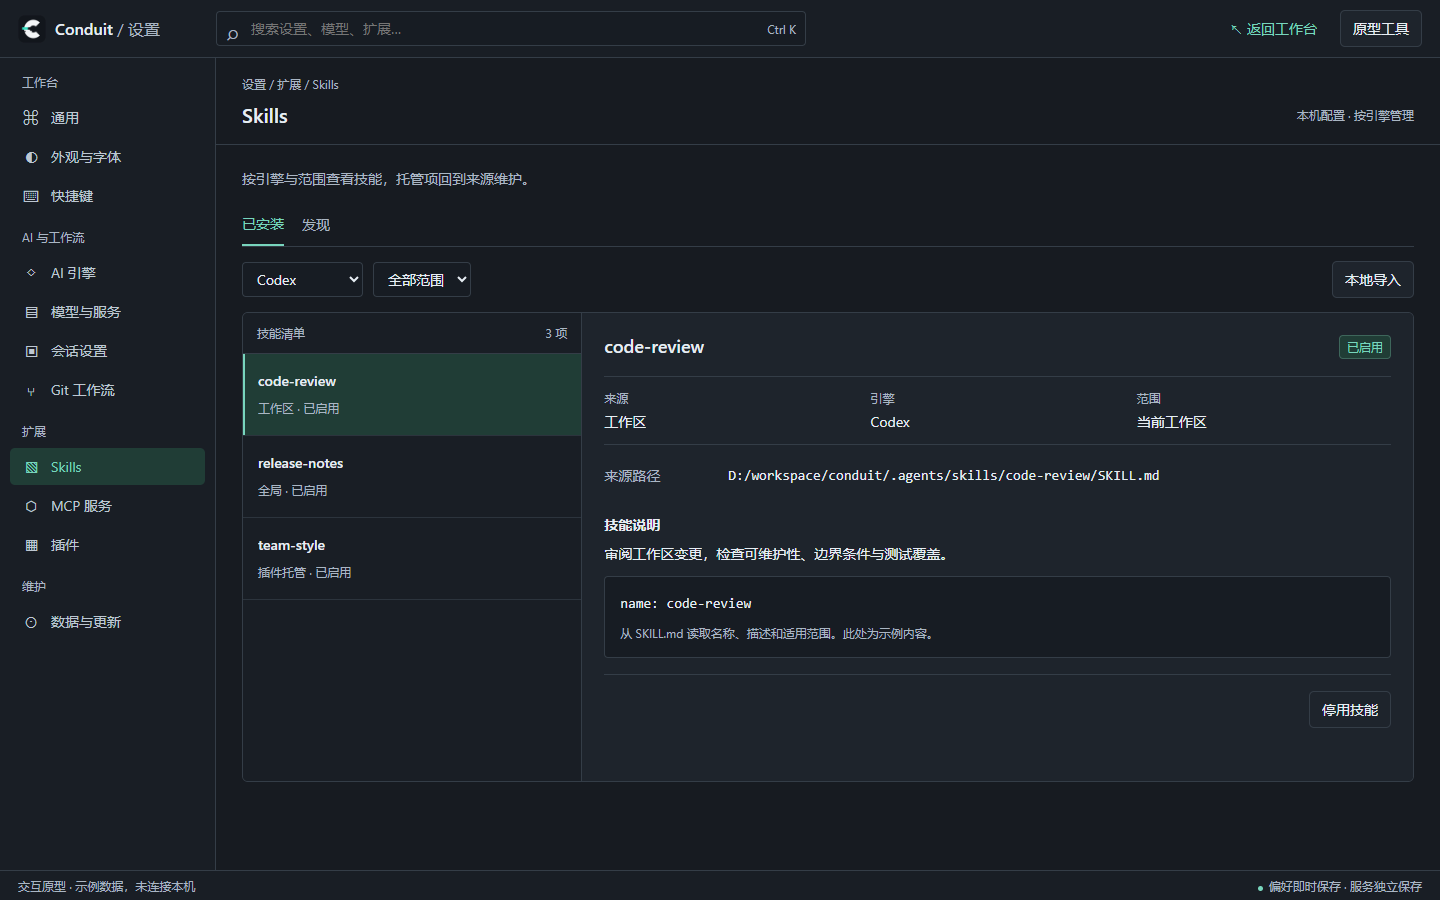 Conduit / 设置
搜索设置、模型、扩展...
Ctrl K
↖ 返回工作台
原型工具
工作台
通用
外观与字体
快捷键
AI 与工作流
AI 引擎
模型与服务
会话设置
Git 工作流
扩展
Skills
MCP 服务
插件
维护
数据与更新
设置 / 扩展 / Skills
Skills
本机配置 · 按引擎管理
按引擎与范围查看技能，托管项回到来源维护。
已安装
发现
Codex
全部范围
本地导入
技能清单
3 项
code-review
工作区 · 已启用
release-notes
全局 · 已启用
team-style
插件托管 · 已启用
code-review
已启用
来源
工作区
引擎
Codex
范围
当前工作区
来源路径
D:/workspace/conduit/.agents/skills/code-review/SKILL.md
技能说明
审阅工作区变更，检查可维护性、边界条件与测试覆盖。
name: code-review
从 SKILL.md 读取名称、描述和适用范围。此处为示例内容。
停用技能
交互原型 · 示例数据，未连接本机
偏好即时保存 · 服务独立保存